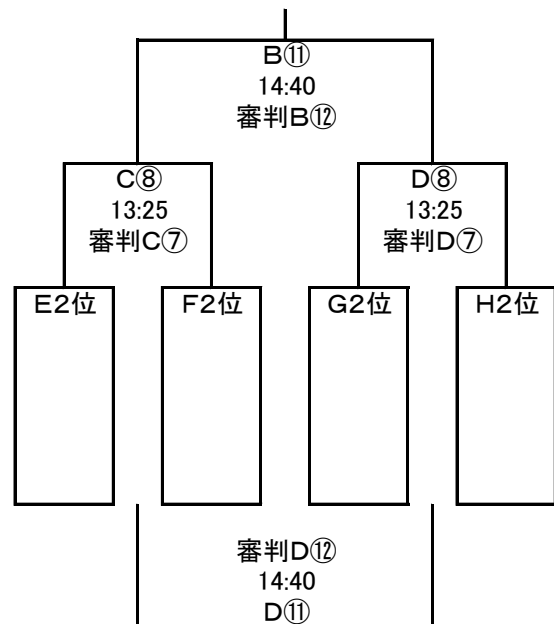 B⑪
14:40
審判B⑫
C⑧
13:25
審判C⑦
D⑧
13:25
審判D⑦
E2位
F2位
G2位
H2位
審判D⑫
14:40
D⑪